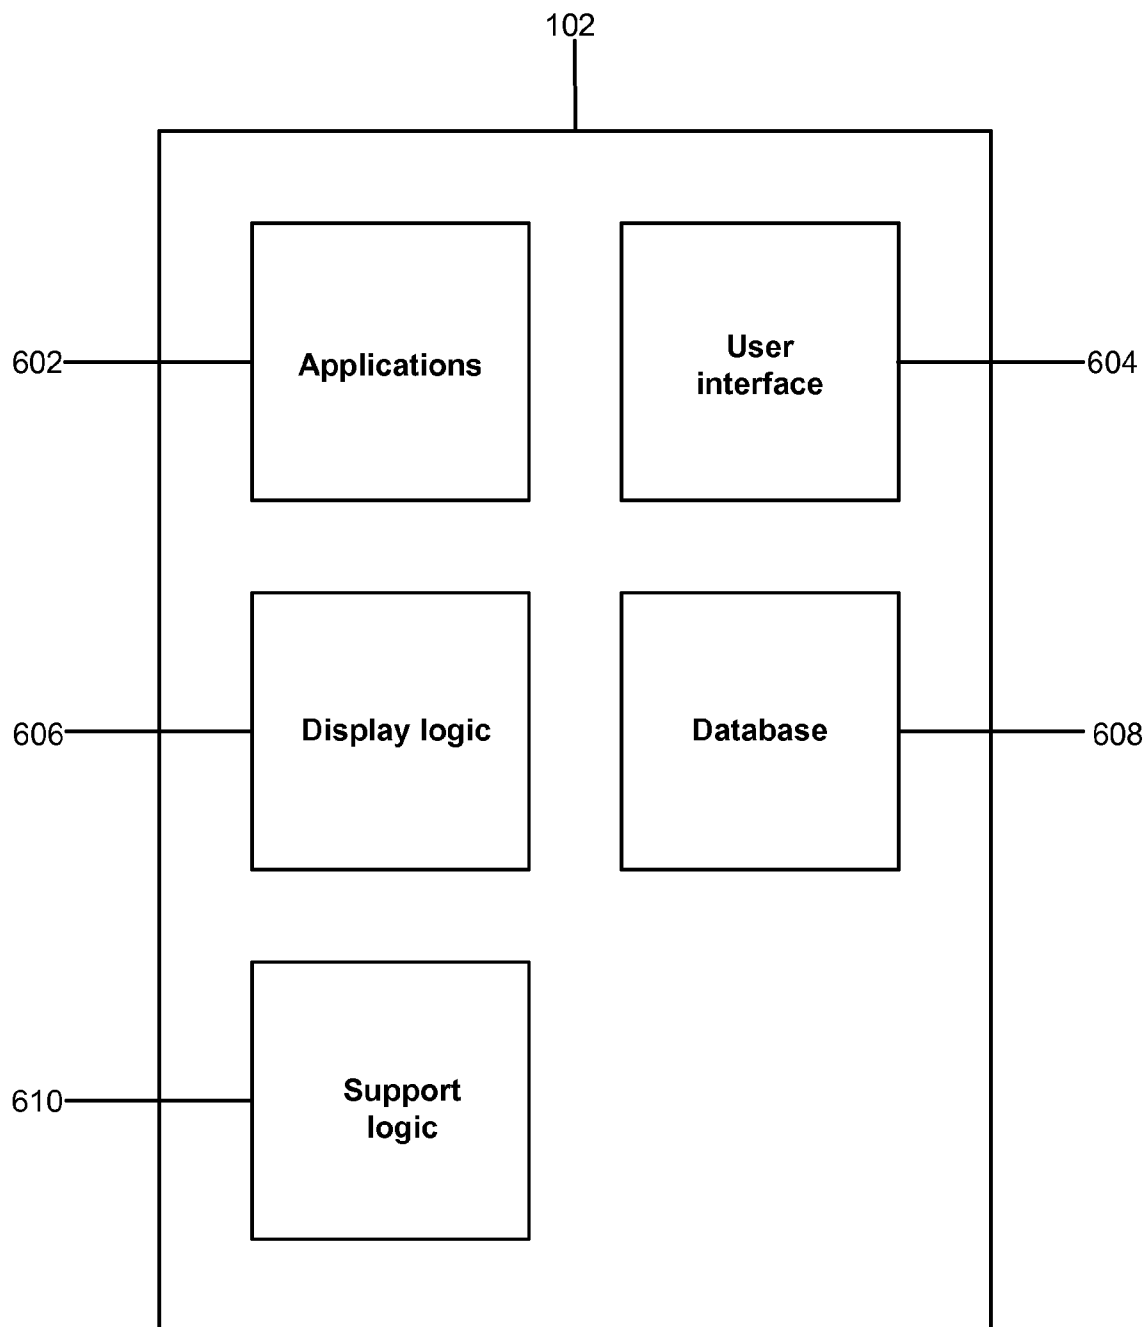 102
602
Applications
User
interface
604
606
Display logic
Database
608
610
Support
logic